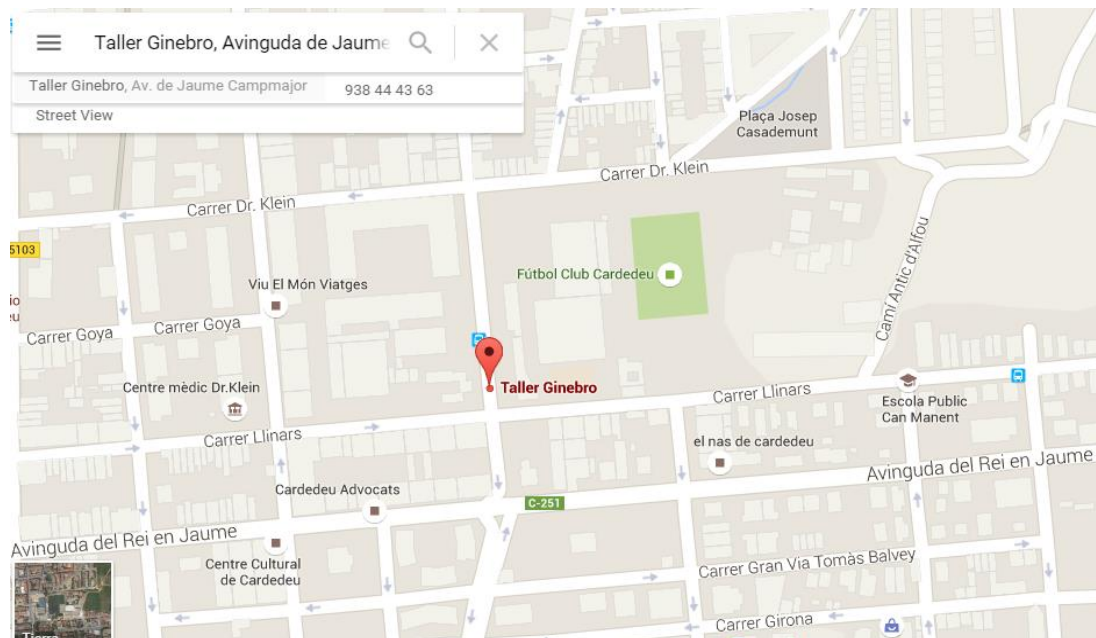 Taller Ginebro, Avinguda de Jaume
Taller Ginebro, Av. de Jaume Campmajor
938 44 43 63
Street View
Plaça Josep
Casademunt
Carrer Dr. Klein
Carrer Dr. Klein
5103
Fútbol Club Cardedeu
Camí Antic d'Alfou
Viu El Món Viatges
Carrer Goya
Carrer Goya
Taller Ginebro
Centre mèdic Dr.Klein
Carrer Llinars
Escola Public
Can Manent
Carrer Llinars
el nas de cardedeu
Avinguda del Rei en Jaume
Cardedeu Advocats
C-251
Avinguda del Rei en Jaume
Centre Cultural
de Cardedeu
Carrer Gran Via Tomàs Balvey
Carrer Girona